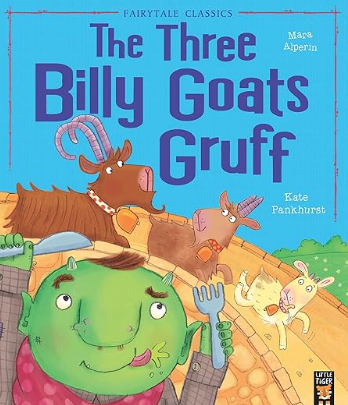 FAIRYTALE CLASSICS
The Three
Mara
Alperin
Billy Goats
Gruff
Kate
Pankhurst
LITTLE
TIGER